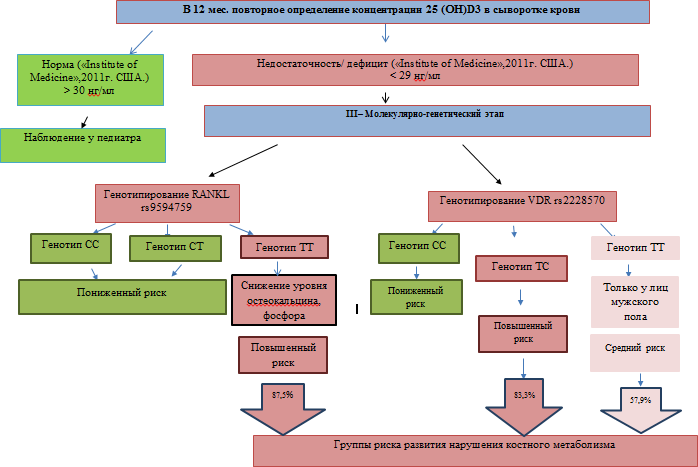 В 12 мес. повторное определение концентрации 25 (OH)D3 в сыворотке крови
Норма («Institute of
Medicine»,2011г. США.)
> 30 нг/мл
Недостаточность/ дефицит («Institute of Medicine»,2011г. США.)
< 29 нг/мл
Наблюдение у педиатра
III– Молекулярно-генетический этап
Генотипирование RANKL
rs9594759
Генотипирование VDR rs2228570
Генотип CC
Генотип CT
Генотип TT
Генотип CC
Генотип TC
Генотип TT
Пониженный риск
Снижение уровня
остеокальцина,
фосфора
Пониженный
риск
Только у лиц
мужского
пола
Повышенный
риск
Повышенный
риск
Средний риск
87,5%
83,3%
57,9%
Группы риска развития нарушения костного метаболизма